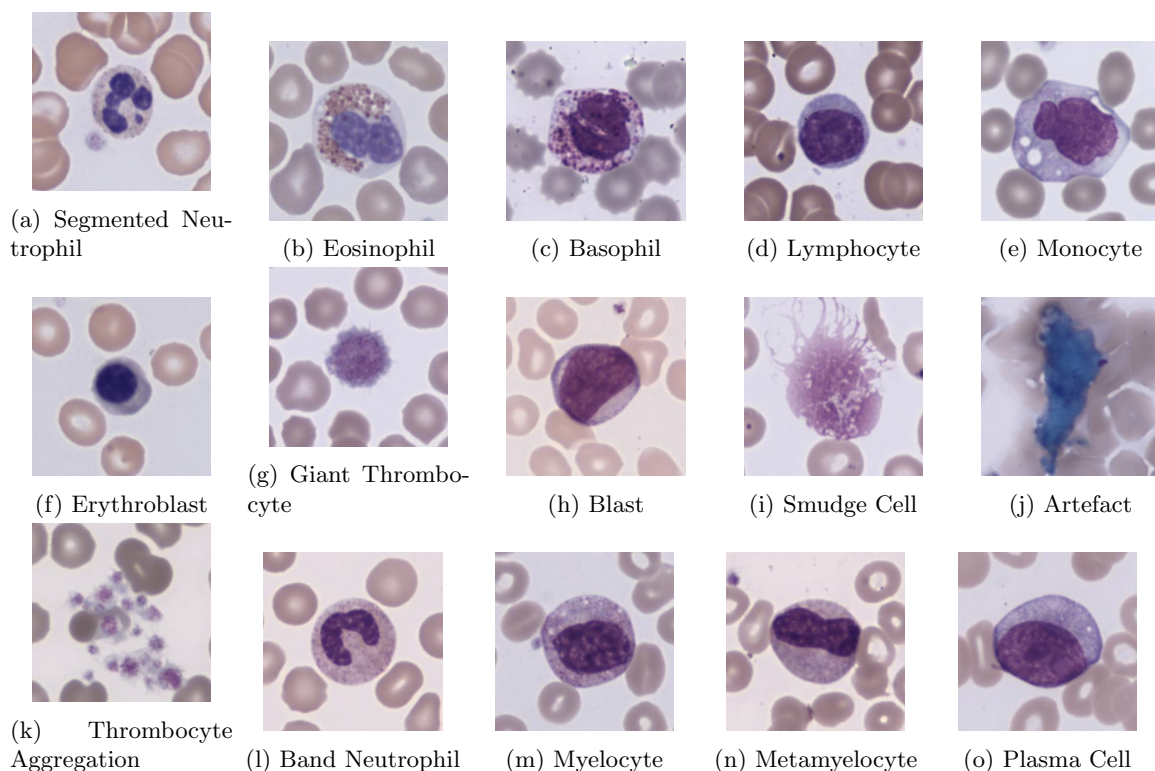 (a) Segmented Neu-
trophil
(b) Eosinophil
(c) Basophil
(d) Lymphocyte
(e) Monocyte
(f) Erythroblast
(g) Giant Thrombo-
cyte
(h) Blast
(i) Smudge Cell
(j) Artefact
(k) Thrombocyte
Aggregation
(l) Band Neutrophil
(m) Myelocyte
(n) Metamyelocyte
(o) Plasma Cell